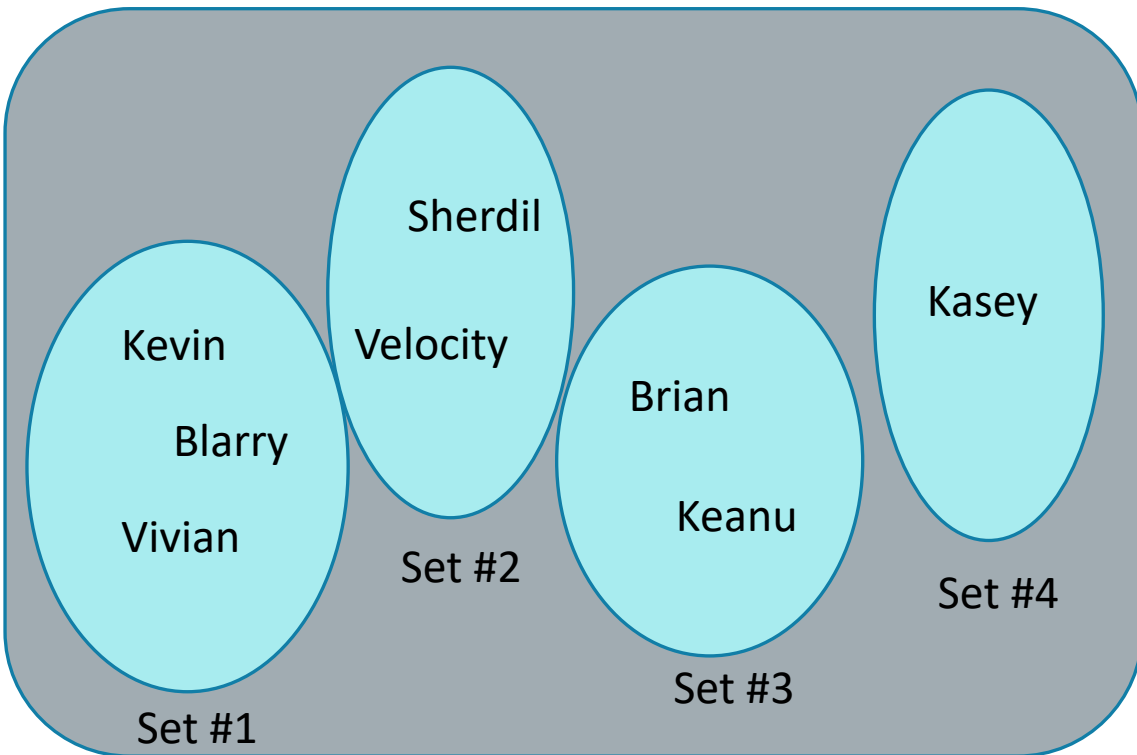 Kevin
Blarry
Vivian
Set #1
Sherdil
Velocity
Set #2
Brian
Keanu
Set #3
Kasey
Set #4